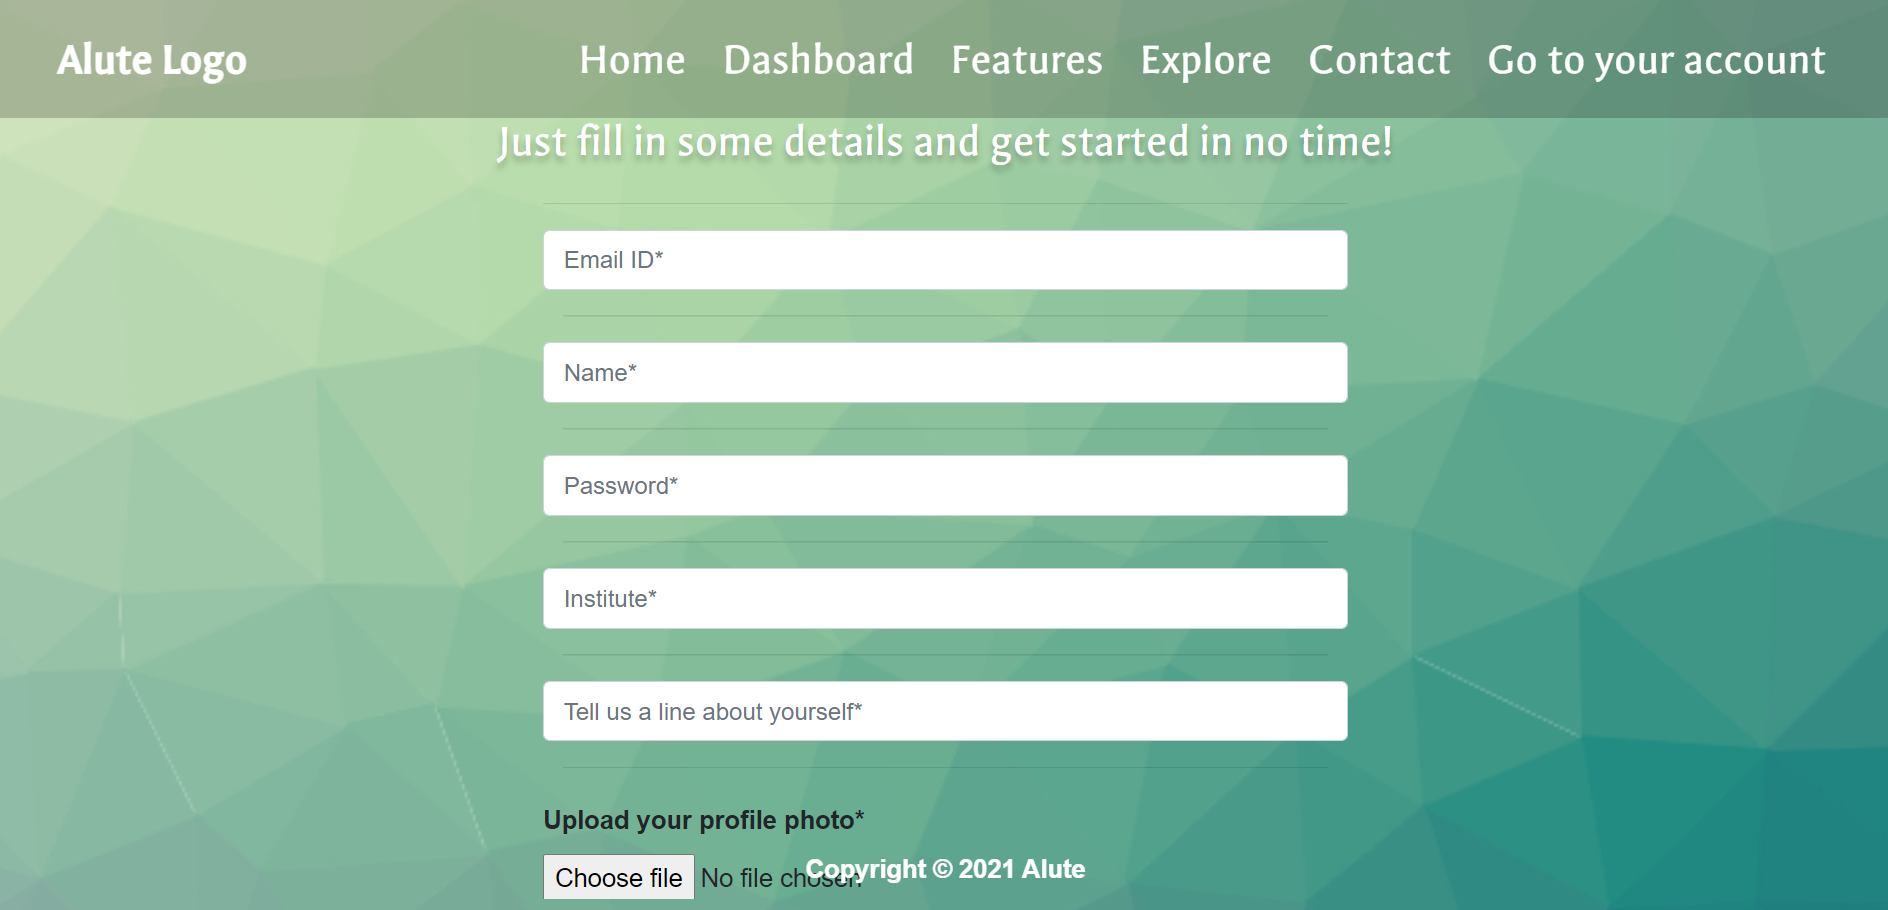 Alute Logo Home Dashboard Features Explore Contact Go to your account
Just fill in some details and get started in no time!
Email ID*
Name*
Password*
Institute*
Tell us a line about yourself*
Upload your profile photo*
Choose file No file chosen
Copyright © 2021 Alute